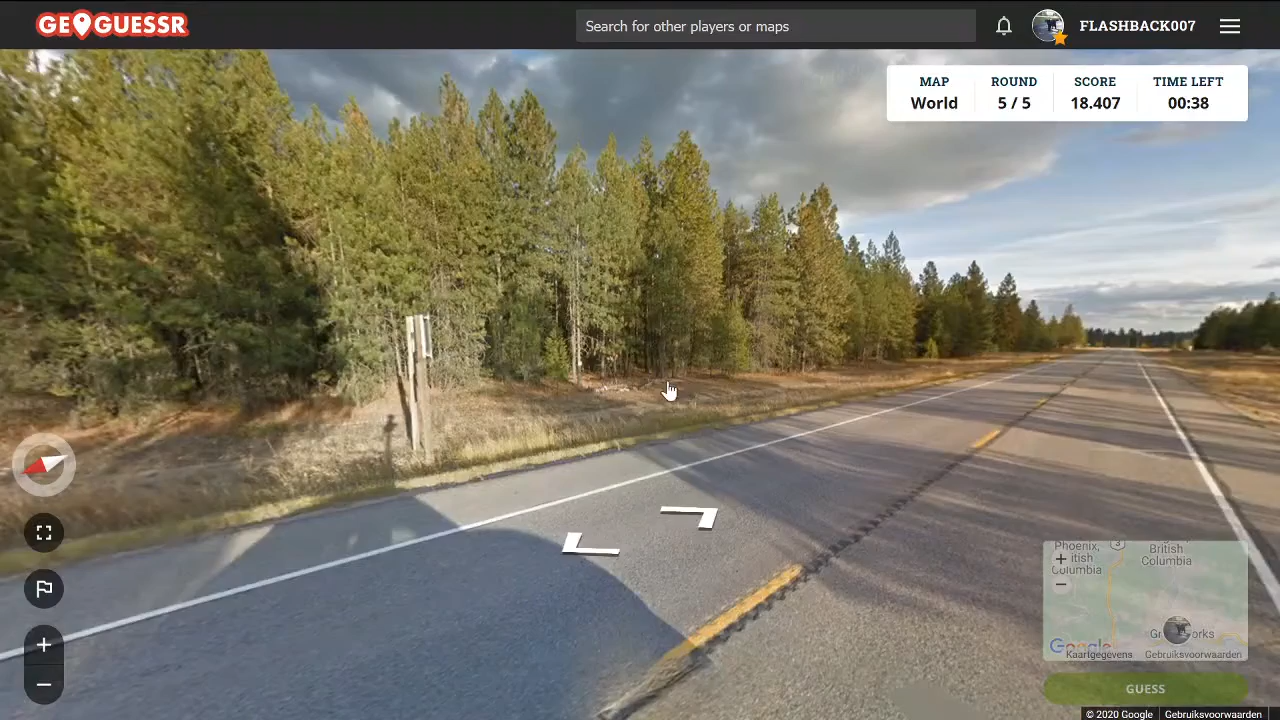 GEOGUESSR
Search for other players or maps
FLASHBACK007
MAP
World
ROUND
5 / 5
SCORE
18.407
TIME LEFT
00:38
Phoenix,
British
Columbia
3
British
Columbia
+
−
Google
Kaartgegevens
Gebruiksvoorwaarden
+
−
GUESS
© 2020 Google
Gebruiksvoorwaarden